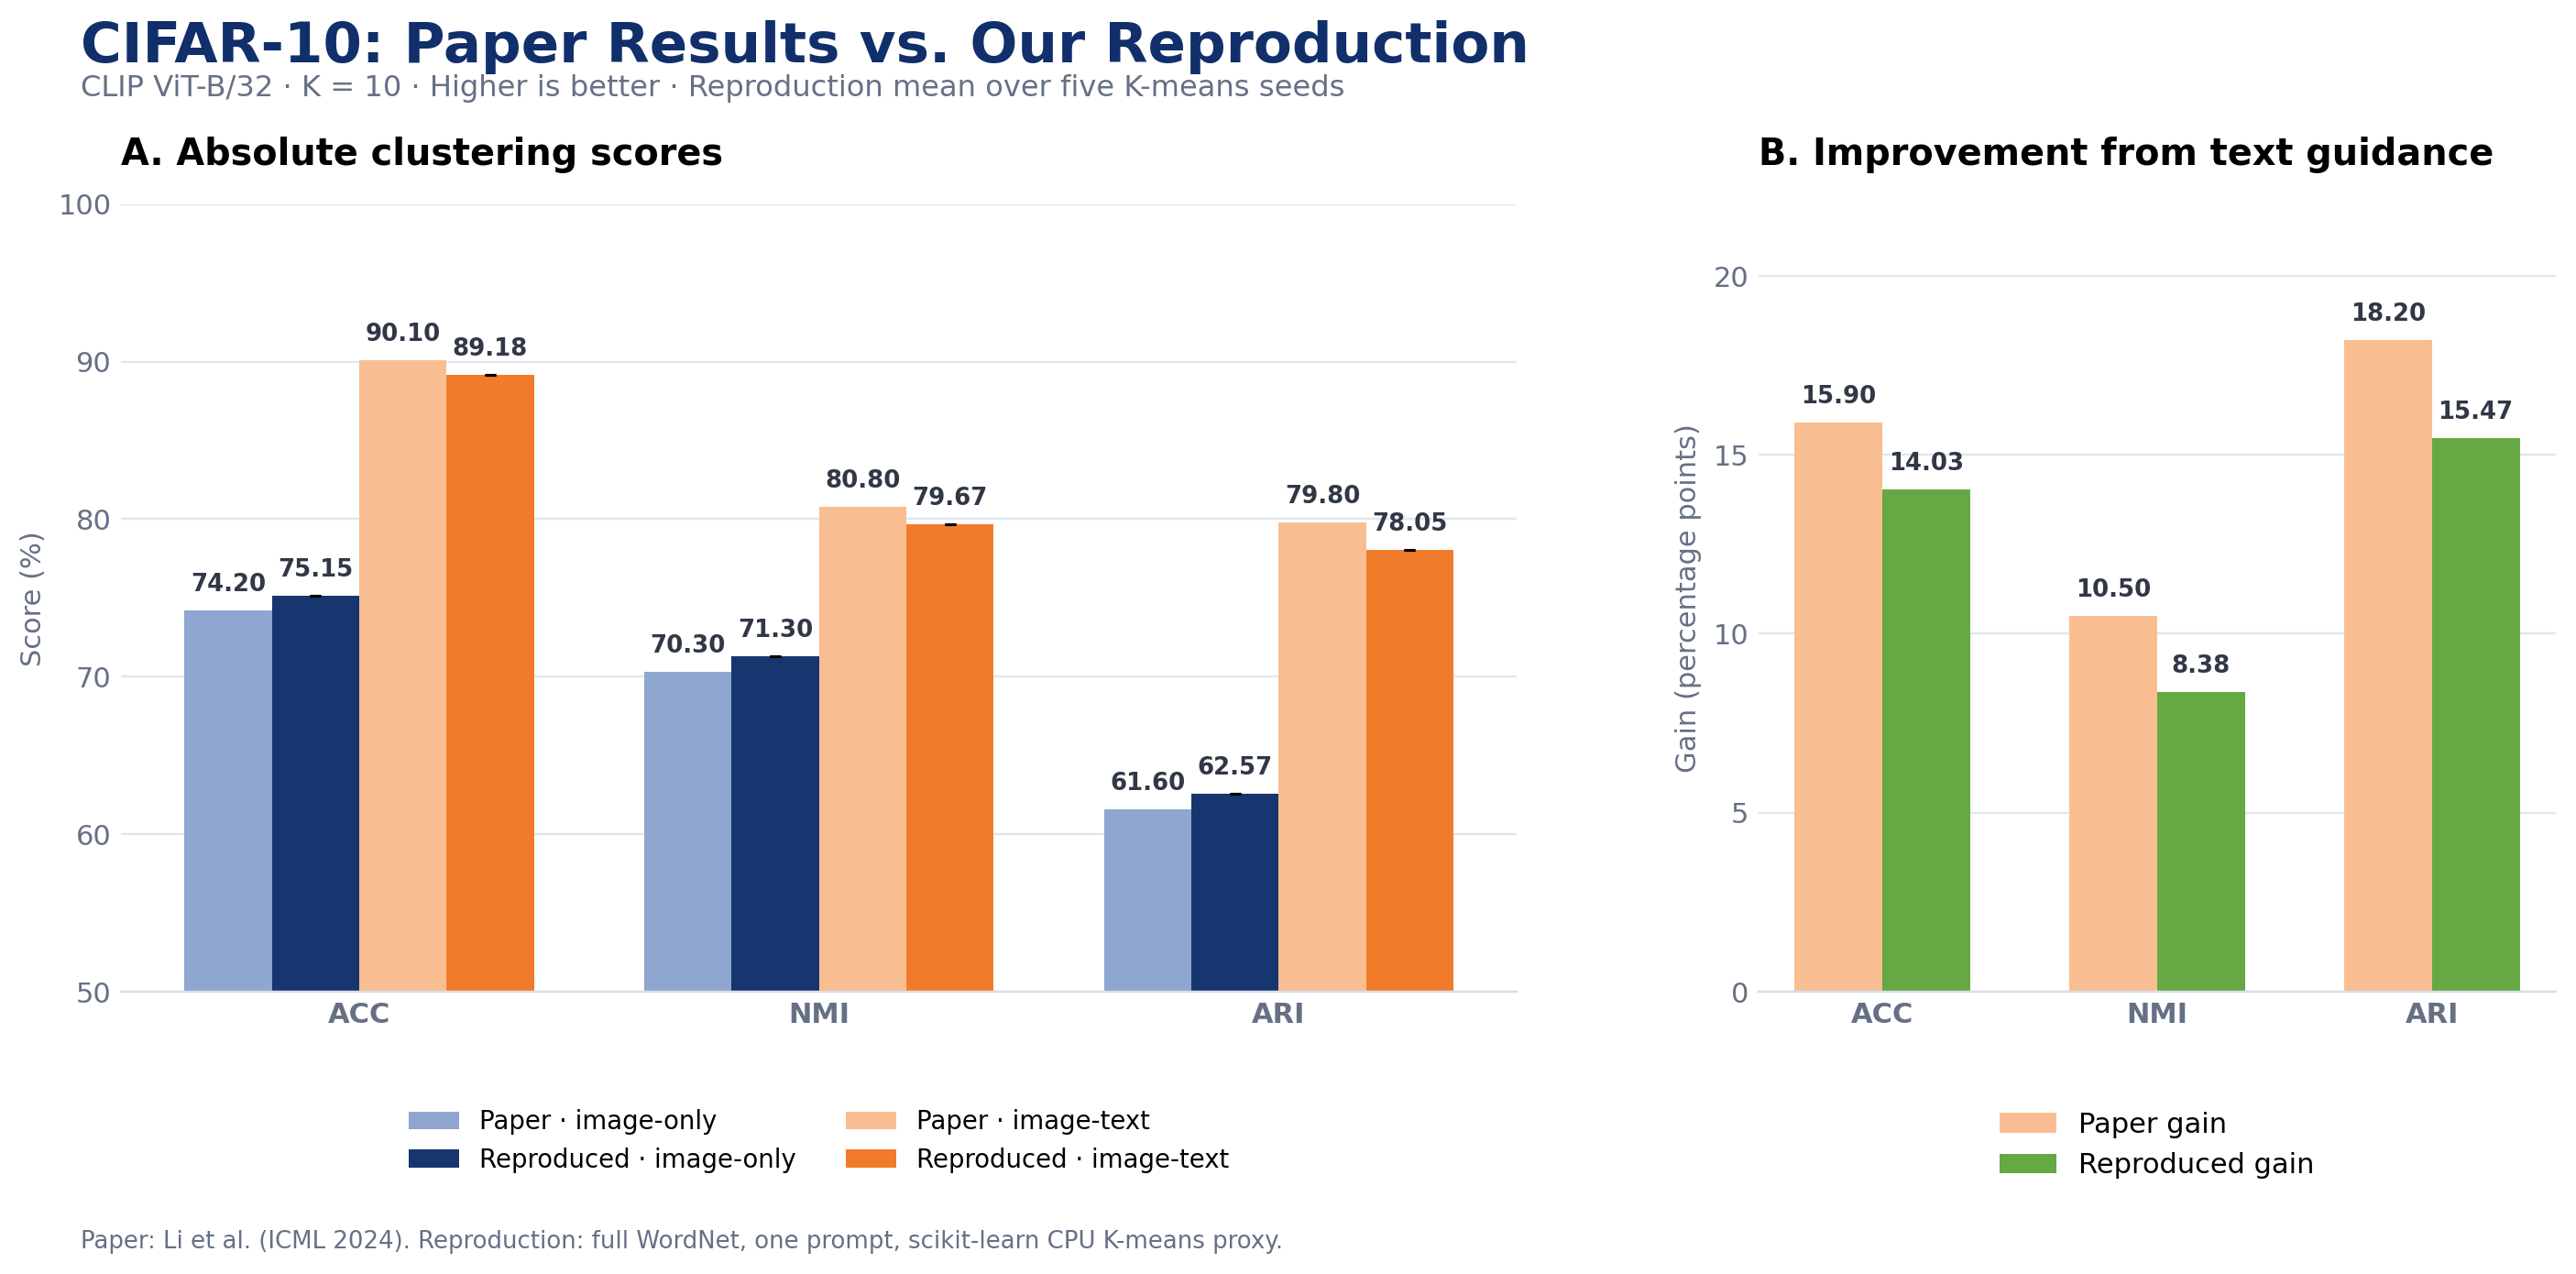 CIFAR-10: Paper Results vs. Our Reproduction
CLIP ViT-B/32 · K = 10 · Higher is better · Reproduction mean over five K-means seeds
A. Absolute clustering scores
100
90
80
70
60
50
Score (%)
74.20
75.15
90.10
89.18
70.30
71.30
80.80
79.67
61.60
62.57
79.80
78.05
ACC
NMI
ARI
Paper · image-only
Reproduced · image-only
Paper · image-text
Reproduced · image-text
B. Improvement from text guidance
20
15
10
5
0
Gain (percentage points)
15.90
14.03
10.50
8.38
18.20
15.47
ACC
NMI
ARI
Paper gain
Reproduced gain
Paper: Li et al. (ICML 2024). Reproduction: full WordNet, one prompt, scikit-learn CPU K-means proxy.